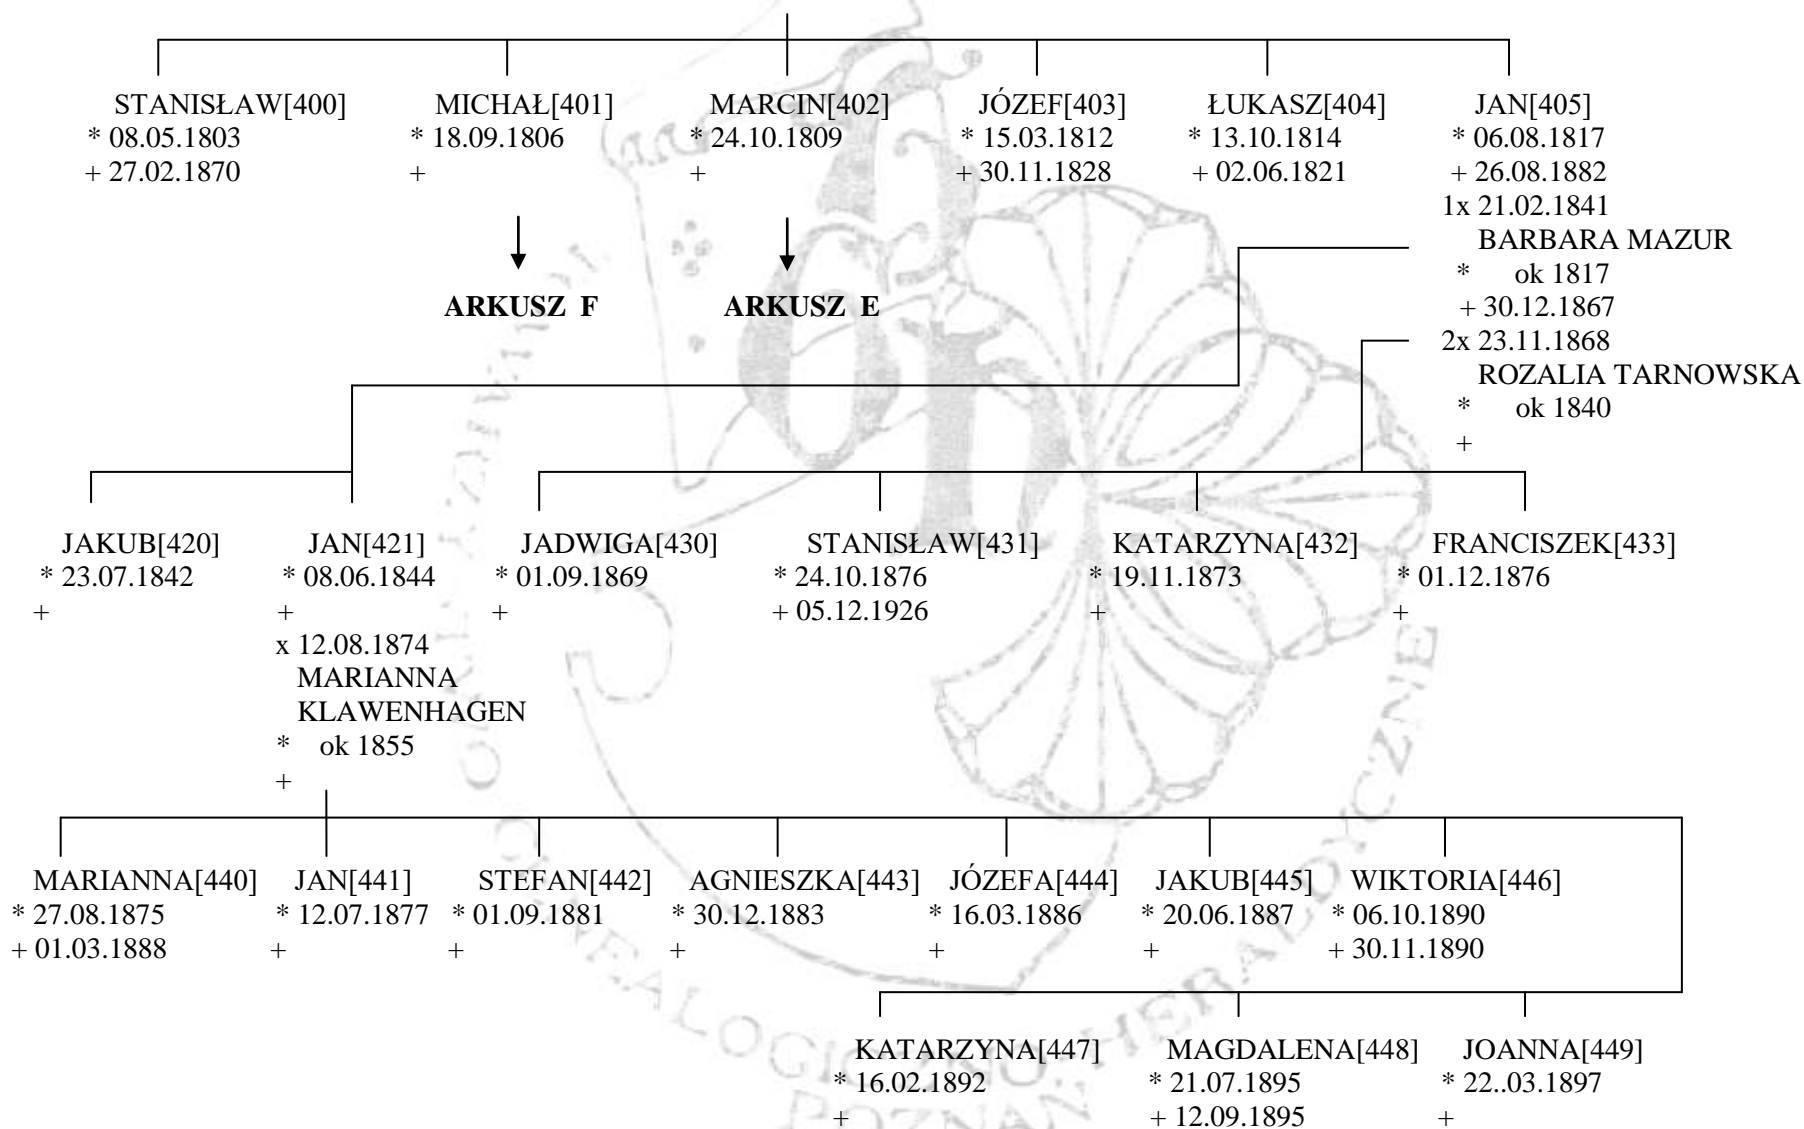 STANISŁAW[400]
* 08.05.1803
+ 27.02.1870
MICHAŁ[401]
* 18.09.1806
+
ARKUSZ F
MARCIN[402]
* 24.10.1809
+
ARKUSZ E
JÓZEF[403]
* 15.03.1812
+ 30.11.1828
ŁUKASZ[404]
* 13.10.1814
+ 02.06.1821
JAN[405]
* 06.08.1817
+ 26.08.1882
1x 21.02.1841
BARBARA MAZUR
* ok 1817
+ 30.12.1867
2x 23.11.1868
ROZALIA TARNOWSKA
* ok 1840
+
JAKUB[420]
* 23.07.1842
+
JAN[421]
* 08.06.1844
+
x 12.08.1874
MARIANNA
KLAWENHAGEN
* ok 1855
+
JADWIGA[430]
* 01.09.1869
+
STANISŁAW[431]
* 24.10.1876
+ 05.12.1926
KATARZYNA[432]
* 19.11.1873
+
FRANCISZEK[433]
* 01.12.1876
+
MARIANNA[440]
* 27.08.1875
+ 01.03.1888
JAN[441]
* 12.07.1877
+
STEFAN[442]
* 01.09.1881
+
AGNIESZKA[443]
* 30.12.1883
+
JÓZEFA[444]
* 16.03.1886
+
JAKUB[445]
* 20.06.1887
+
WIKTORIA[446]
* 06.10.1890
+ 30.11.1890
KATARZYNA[447]
* 16.02.1892
+
MAGDALENA[448]
* 21.07.1895
+ 12.09.1895
JOANNA[449]
* 22..03.1897
+